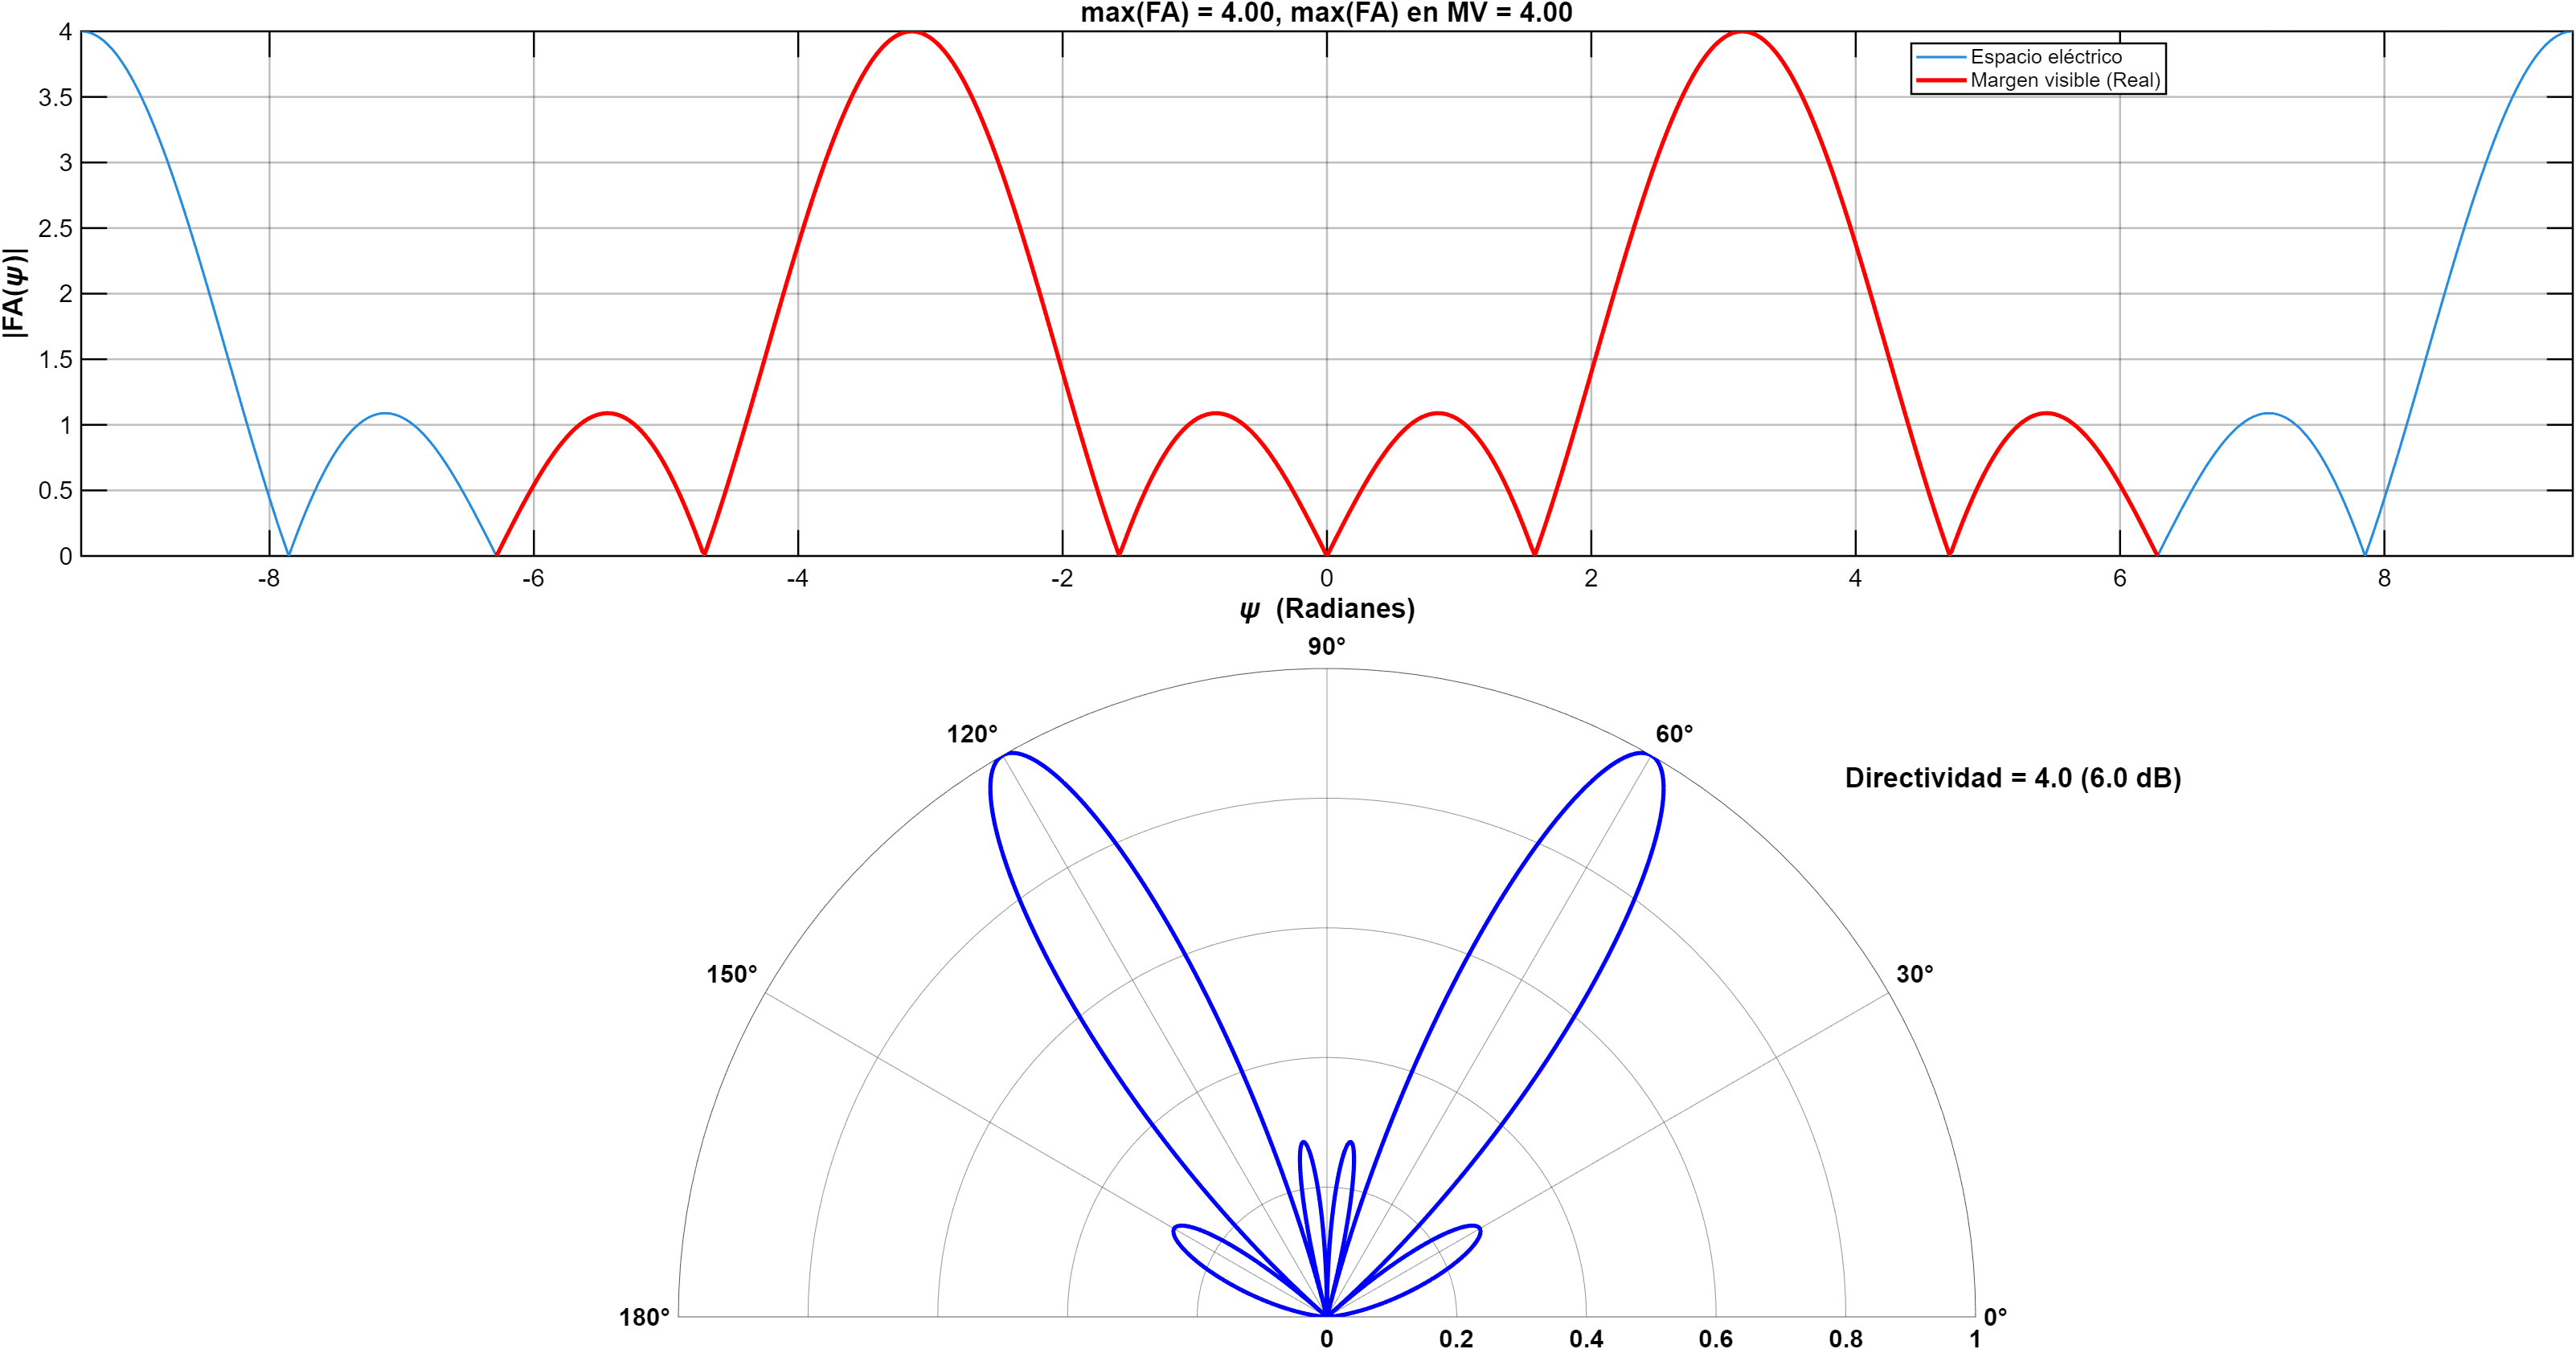 max(FA) = 4.00, max(FA) en MV = 4.00
4
3.5
3
2.5
2
1.5
1
0.5
0
|FA(ψ)|
Espacio eléctrico
Margen visible (Real)
-8 -6 -4 -2 0 2 4 6 8
ψ (Radianes)
90°
120°
60°
Directividad = 4.0 (6.0 dB)
150°
30°
180°
0°
0 0.2 0.4 0.6 0.8 1